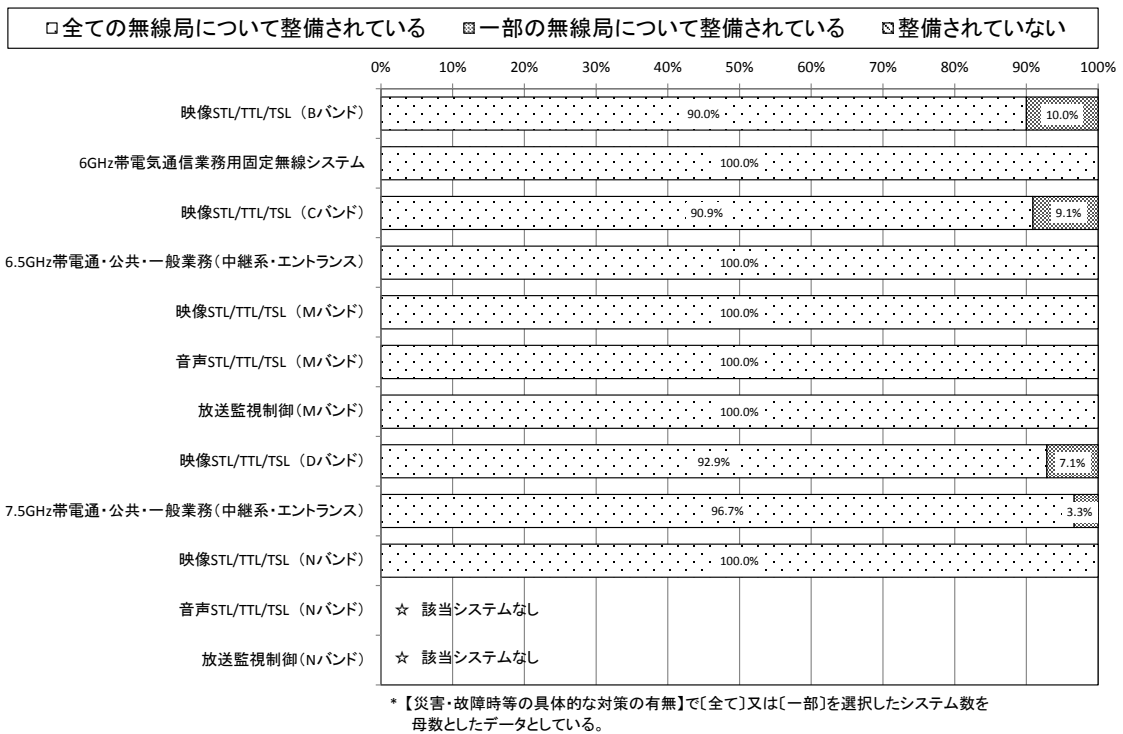 全ての無線局について整備されている 一部の無線局について整備されている 整備されていない
0% 10% 20% 30% 40% 50% 60% 70% 80% 90% 100%
映像STL/TTL/TSL（Bバンド） 90.0% 10.0%
6GHz帯電気通信業務用固定無線システム 100.0%
映像STL/TTL/TSL（Cバンド） 90.9% 9.1%
6.5GHz帯電通・公共・一般業務（中継系・エントランス） 100.0%
映像STL/TTL/TSL（Mバンド） 100.0%
音声STL/TTL/TSL（Mバンド） 100.0%
放送監視制御（Mバンド） 100.0%
映像STL/TTL/TSL（Dバンド） 92.9% 7.1%
7.5GHz帯電通・公共・一般業務（中継系・エントランス） 96.7% 3.3%
映像STL/TTL/TSL（Nバンド） 100.0%
音声STL/TTL/TSL（Nバンド） ☆ 該当システムなし
放送監視制御（Nバンド） ☆ 該当システムなし
*【災害・故障時等の具体的な対策の有無】で〔全て〕又は〔一部〕を選択したシステム数を
母数としたデータとしている。